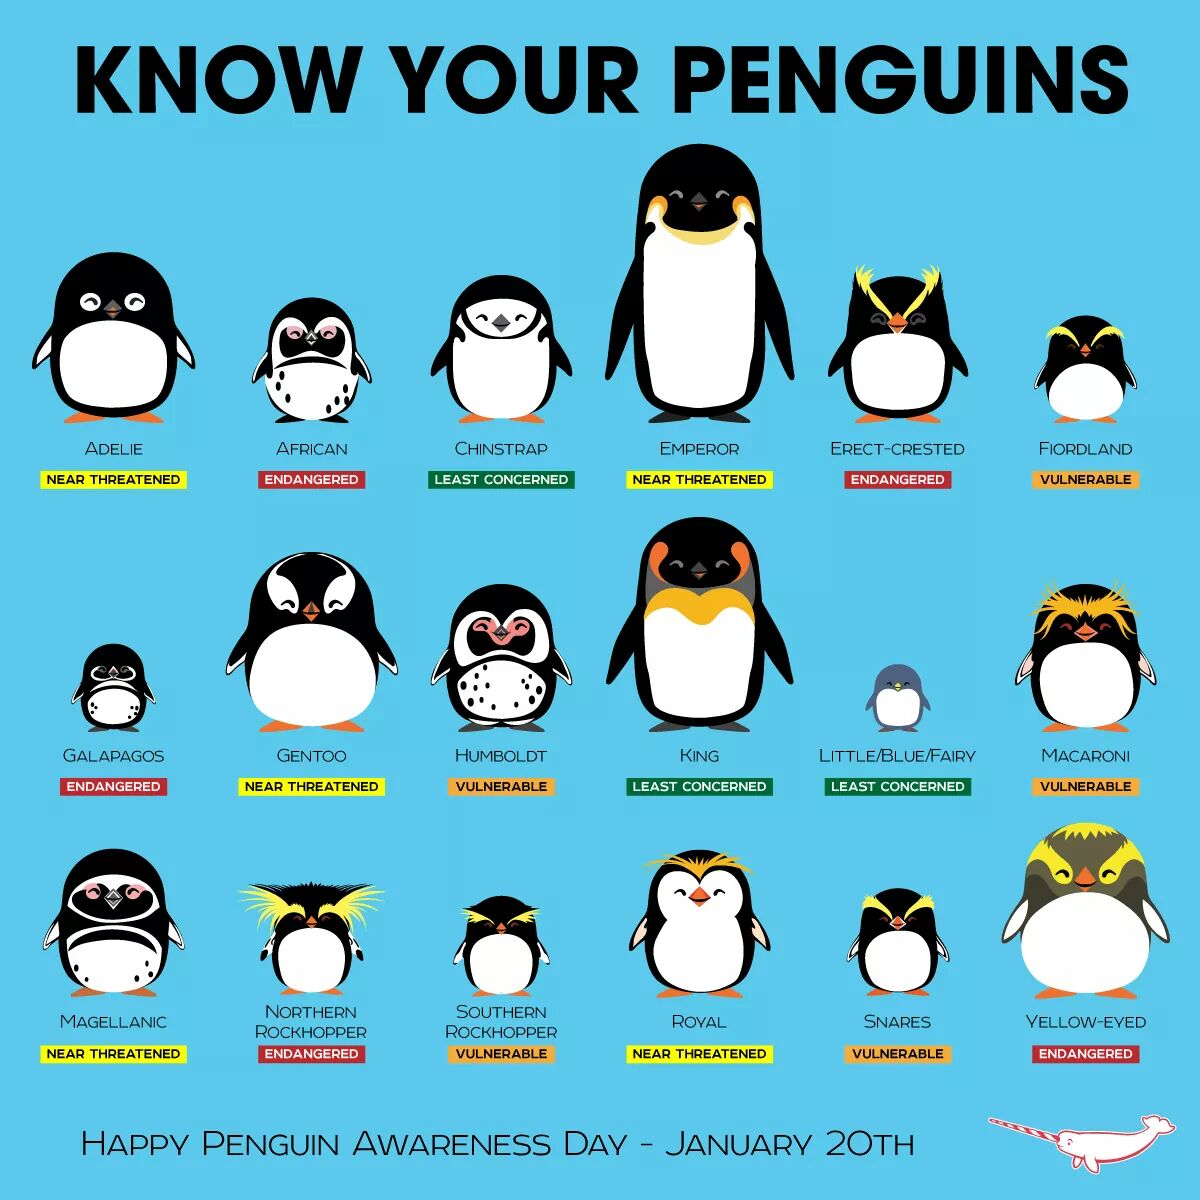 KNOW YOUR PENGUINS
ADELIE
NEAR THREATENED
AFRICAN
ENDANGERED
CHINSTRAP
LEAST CONCERNED
EMPEROR
NEAR THREATENED
ERECT-CRESTED
ENDANGERED
FIORDLAND
VULNERABLE
GALAPAGOS
ENDANGERED
GENTOO
NEAR THREATENED
HUMBOLDT
VULNERABLE
KING
LEAST CONCERNED
LITTLE/BLUE/FAIRY
LEAST CONCERNED
MACARONI
VULNERABLE
MAGELLANIC
NEAR THREATENED
NORTHERN
ROCKHOPPER
ENDANGERED
SOUTHERN
ROCKHOPPER
VULNERABLE
ROYAL
NEAR THREATENED
SNARES
VULNERABLE
YELLOW-EYED
ENDANGERED
HAPPY PENGUIN AWARENESS DAY - JANUARY 20TH